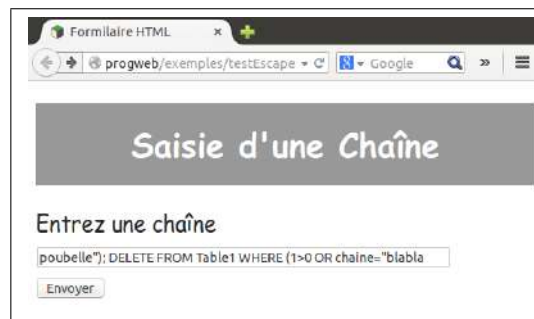 Formilaire HTML
progweb/exemples/testEscape
Google
Saisie d'une Chaîne
Entrez une chaîne
poubelle"); DELETE FROM Table1 WHERE (1>0 OR chaine="blabla
Envoyer